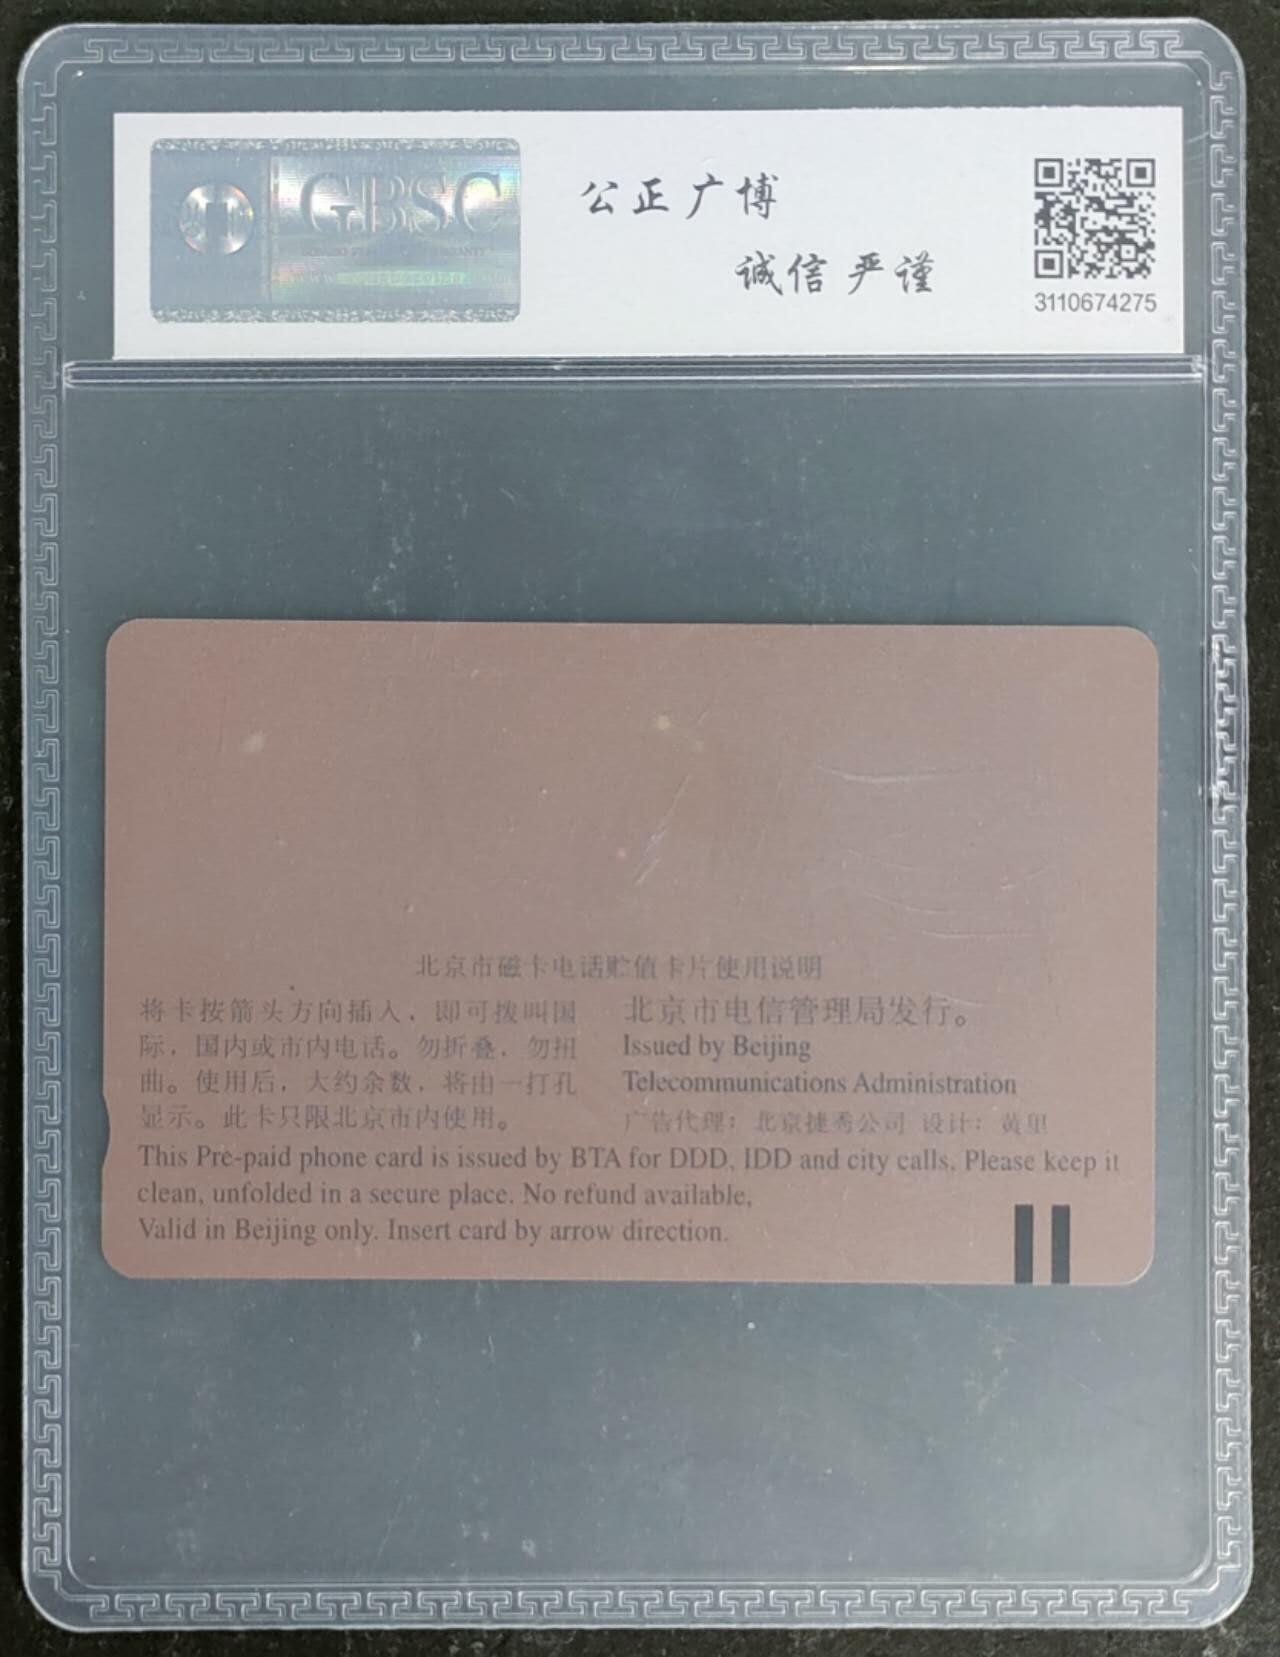 GBSC
公正广博
诚信严谨
3110674275
北京市磁卡电话贮值卡片使用说明
将卡按箭头方向插入，即可拨叫国
际，国内或市内电话。勿折叠，勿扭
曲。使用后，大约余数，将由一打孔
显示。此卡只限北京市内使用。
北京市电信管理局发行。
Issued by Beijing
Telecommunications Administration
广告代理：北京捷秀公司 设计：黄里
This Pre-paid phone card is issued by BTA for DDD, IDD and city calls, Please keep it
clean, unfolded in a secure place. No refund available,
Valid in Beijing only. Insert card by arrow direction.